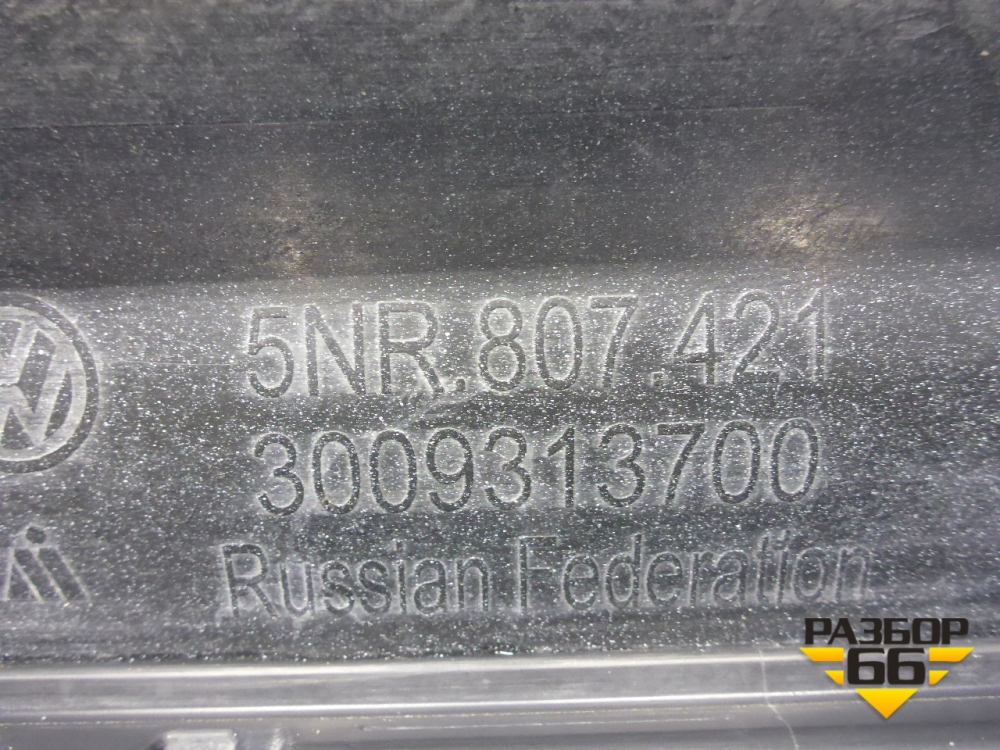 5NR.807.421
3009313700
Russian Federation
РАЗБОР
66